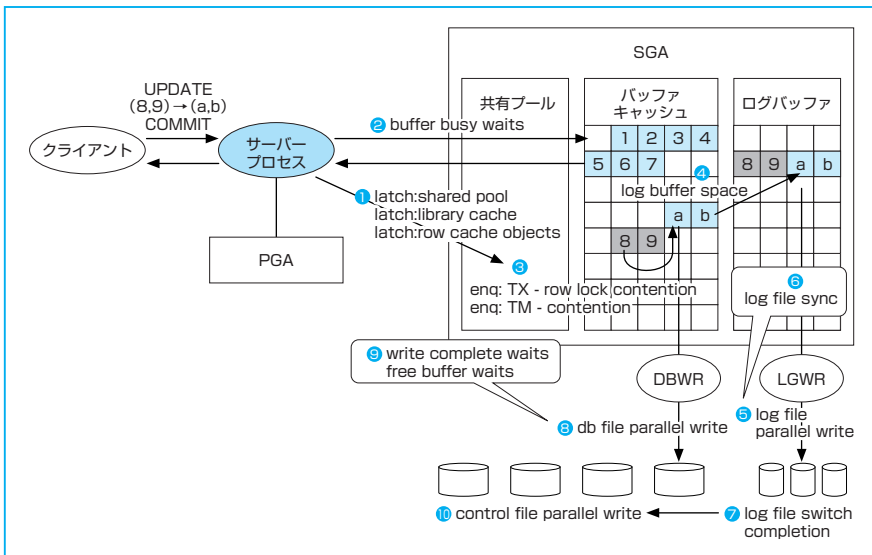 SGA
UPDATE
(8,9)→(a,b)
COMMIT
クライアント
サーバー
プロセス
PGA
共有プール
バッファ
キャッシュ
ログバッファ
❷ buffer busy waits
1 2 3 4
5 6 7
8 9 a b
❹
log buffer space
❶ latch:shared pool
latch:library cache
latch:row cache objects
a b
8 9
❸
enq: TX - row lock contention
enq: TM - contention
❻
log file sync
❾ write complete waits
free buffer waits
DBWR
LGWR
❽ db file parallel write
❺ log file
parallel write
❿ control file parallel write
❼ log file switch
completion